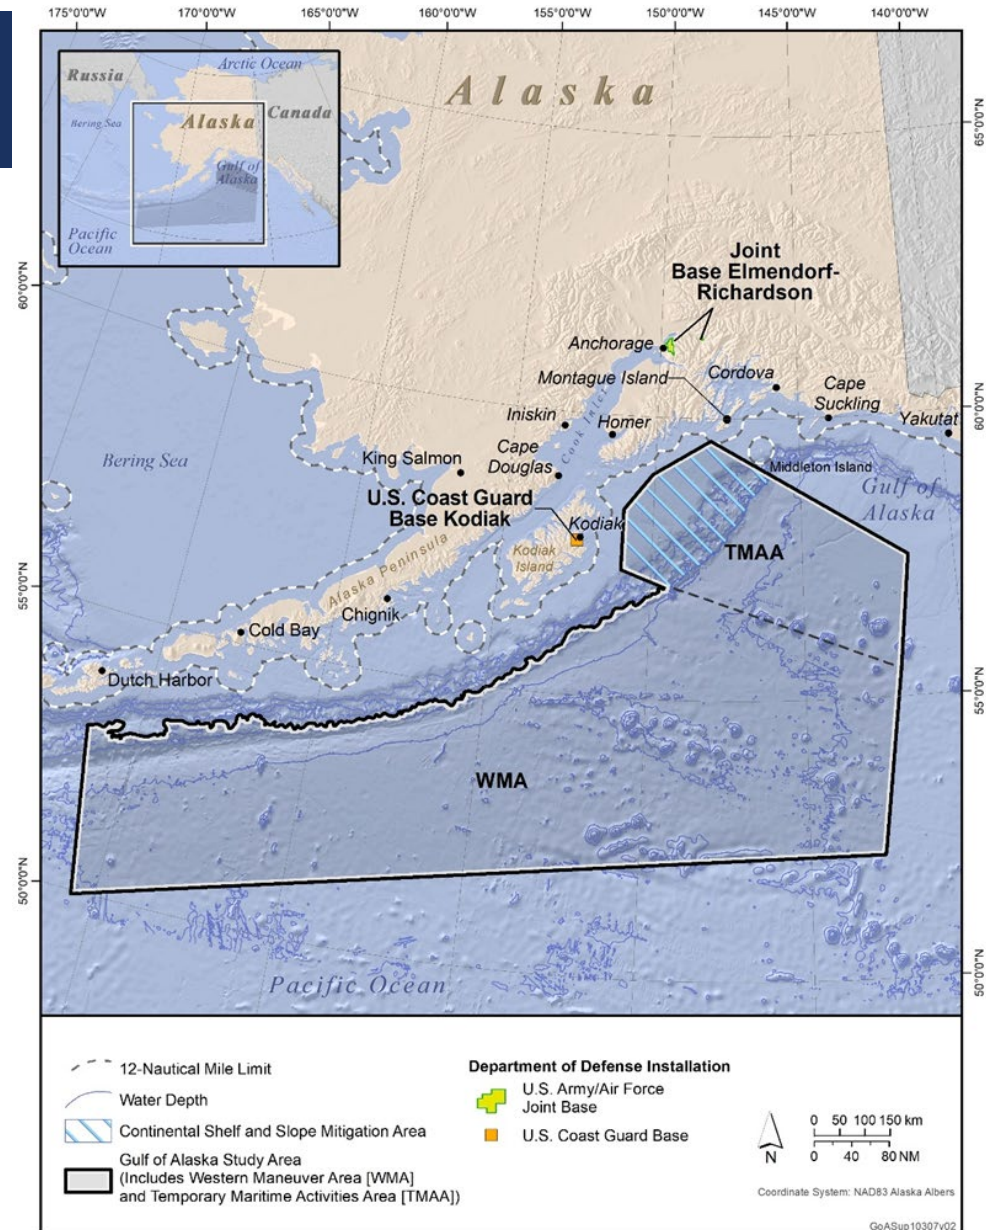 175°0'0"W 170°0'0"W 165°0'0"W 160°0'0"W 155°0'0"W 150°0'0"W 145°0'0"W 140°0'0"W
Russia
Arctic Ocean
Canada
Bering Sea
Alaska
Gulf of
Alaska
Pacific
Ocean
Alaska
65°0'0"N
60°0'0"N
Joint
Base Elmendorf-
Richardson
Anchorage
Montague Island
Cordova
Cape
Suckling
Yakutat
60°0'0"N
Iniskin
Homer
Cook Inlet
Cape
Douglas
King Salmon
Bering Sea
U.S. Coast Guard
Base Kodiak
Kodiak
Kodiak
Island
Middleton Island
Gulf of
Alaska
TMAA
Alaska Peninsula
Chignik
Cold Bay
Dutch Harbor
55°0'0"N
55°0'0"N
WMA
50°0'0"N
50°0'0"N
Pacific Ocean
12-Nautical Mile Limit
Water Depth
Continental Shelf and Slope Mitigation Area
Gulf of Alaska Study Area
(Includes Western Maneuver Area [WMA]
and Temporary Maritime Activities Area [TMAA])
Department of Defense Installation
U.S. Army/Air Force
Joint Base
U.S. Coast Guard Base
N
0 50 100 150 km
0 40 80 NM
Coordinate System: NAD83 Alaska Albers
GoASup10307v02